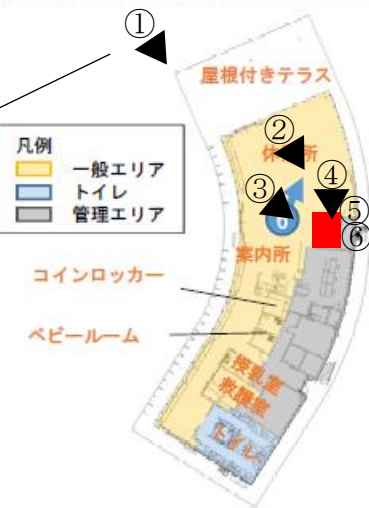 ①
屋根付きテラス
凡例
一般エリア
トイレ
管理エリア
②
休 所
③
④
⑤
6
⑥
案内所
コインロッカー
ベビールーム
授乳室
救護室
トイレ